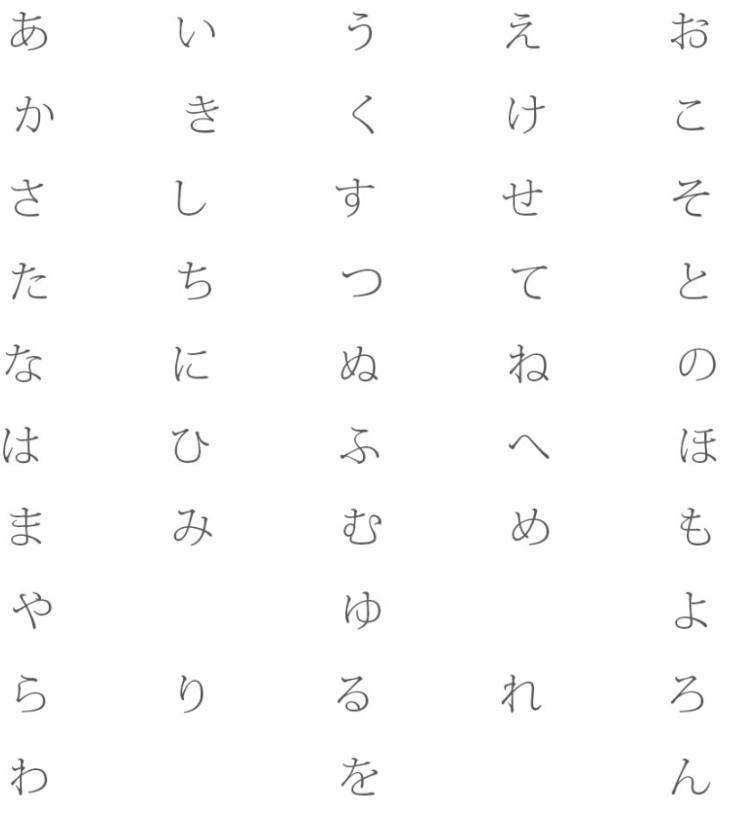 あ い う え お
か き く け こ
さ し す せ そ
た ち つ て と
な に ぬ ね の
は ひ ふ へ ほ
ま み む め も
や ゆ よ
ら り る れ ろ
わ を ん